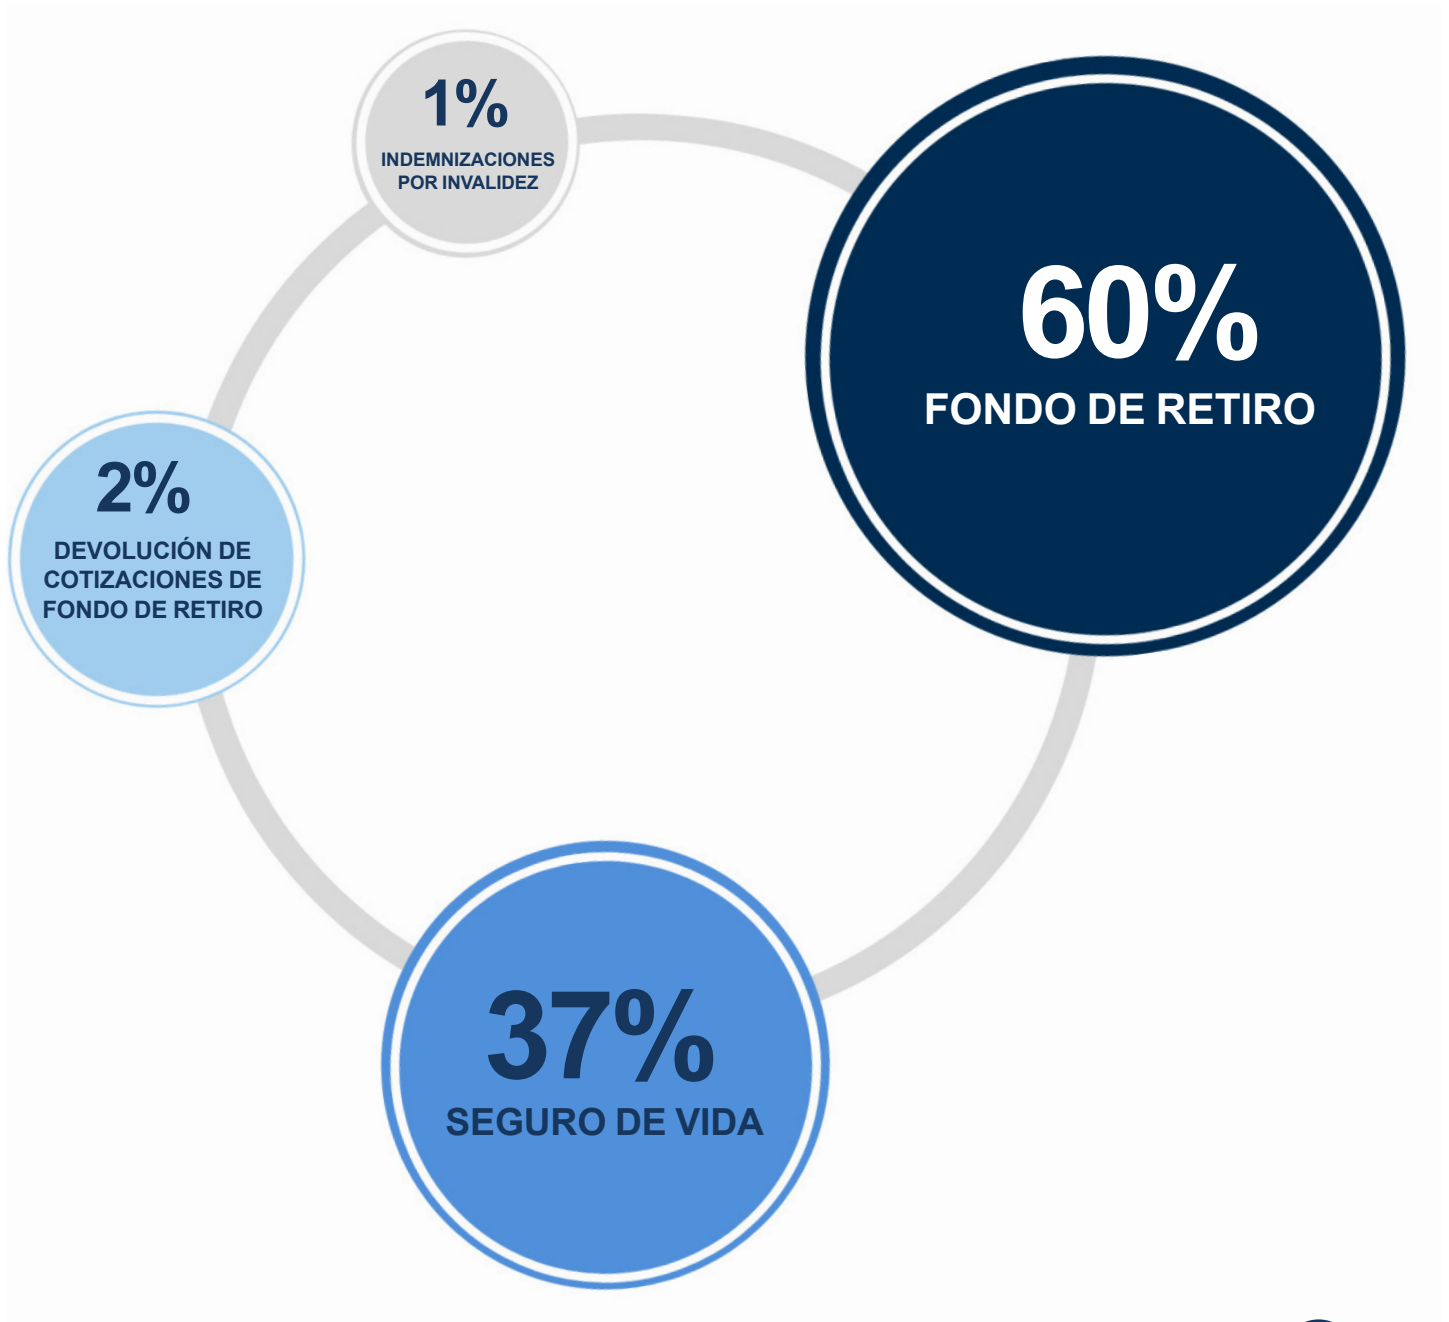 1%
INDEMNIZACIONES
POR INVALIDEZ
60%
FONDO DE RETIRO
2%
DEVOLUCIÓN DE
COTIZACIONES DE
FONDO DE RETIRO
37%
SEGURO DE VIDA